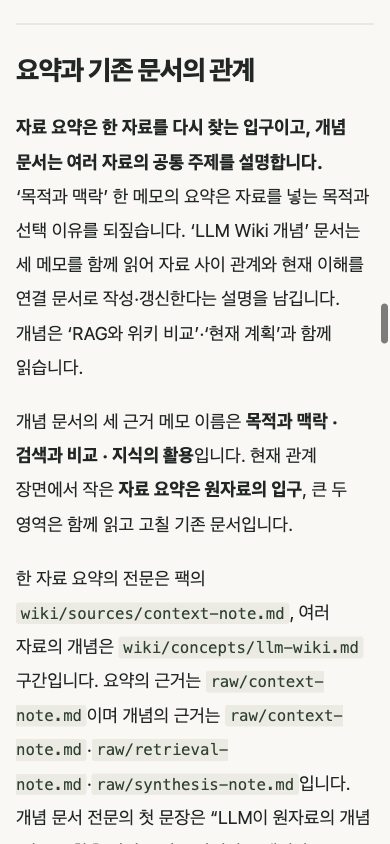 요약과 기존 문서의 관계
자료 요약은 한 자료를 다시 찾는 입구이고, 개념
문서는 여러 자료의 공통 주제를 설명합니다.
‘목적과 맥락’ 한 메모의 요약은 자료를 넣는 목적과
선택 이유를 되짚습니다. ‘LLM Wiki 개념’ 문서는
세 메모를 함께 읽어 자료 사이 관계와 현재 이해를
연결 문서로 작성·갱신한다는 설명을 남깁니다.
개념은 ‘RAG와 위키 비교’·‘현재 계획’과 함께
읽습니다.
개념 문서의 세 근거 메모 이름은 목적과 맥락 ·
검색과 비교 · 지식의 활용입니다. 현재 관계
장면에서 작은 자료 요약은 원자료의 입구, 큰 두
영역은 함께 읽고 고칠 기존 문서입니다.
한 자료 요약의 전문은 팩의
wiki/sources/context-note.md, 여러
자료의 개념은 wiki/concepts/llm-wiki.md
구간입니다. 요약의 근거는 raw/context-
note.md이며 개념의 근거는 raw/context-
note.md·raw/retrieval-
note.md·raw/synthesis-note.md입니다.
개념 문서 전문의 첫 문장은 “LLM이 원자료의 개념